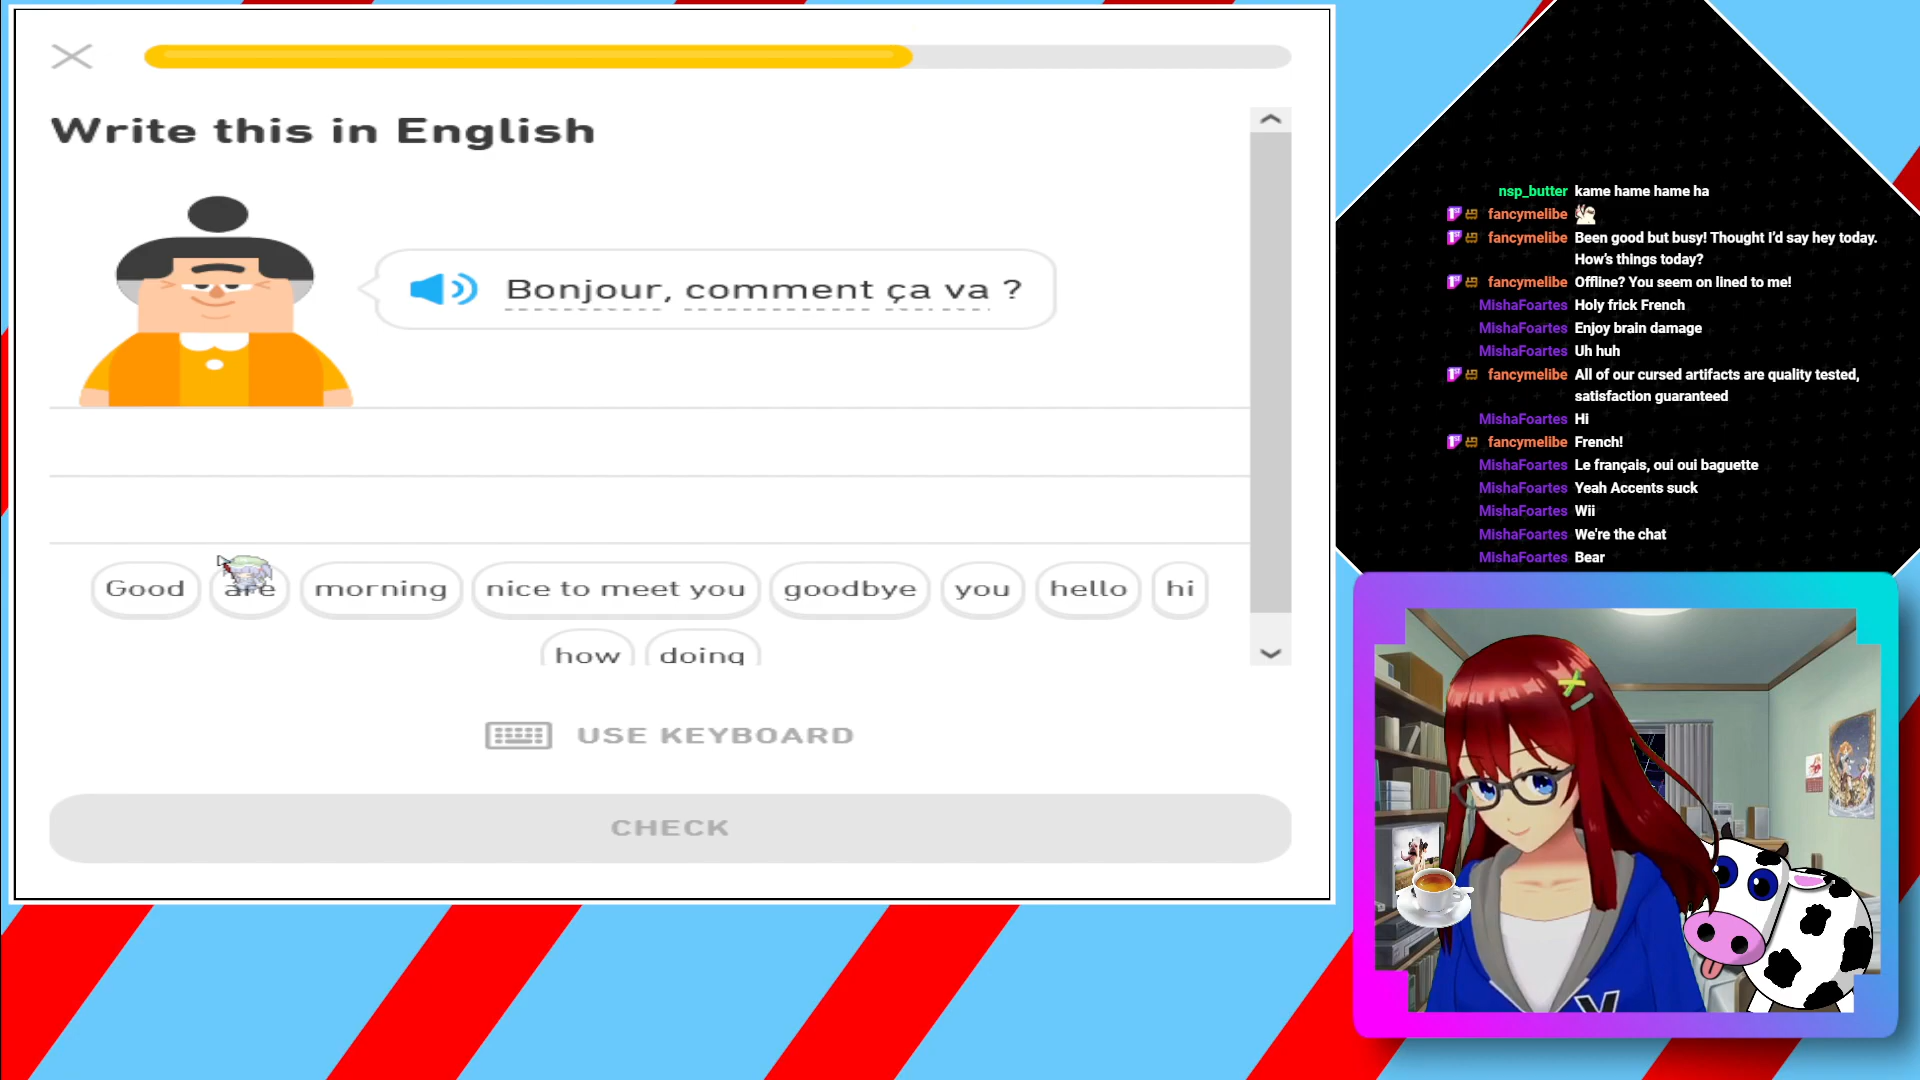 Write this in English
Bonjour, comment ça va ?
Good are morning nice to meet you goodbye you hello hi
how doing
USE KEYBOARD
CHECK
nsp_butter kame hame hame ha
fancymelibe
fancymelibe Been good but busy! Thought I'd say hey today.
How's things today?
fancymelibe Offline? You seem on lined to me!
MishaFoartes Holy frick French
MishaFoartes Enjoy brain damage
MishaFoartes Uh huh
fancymelibe All of our cursed artifacts are quality tested,
satisfaction guaranteed
MishaFoartes Hi
fancymelibe French!
MishaFoartes Le français, oui oui baguette
MishaFoartes Yeah Accents suck
MishaFoartes Wii
MishaFoartes We're the chat
MishaFoartes Bear